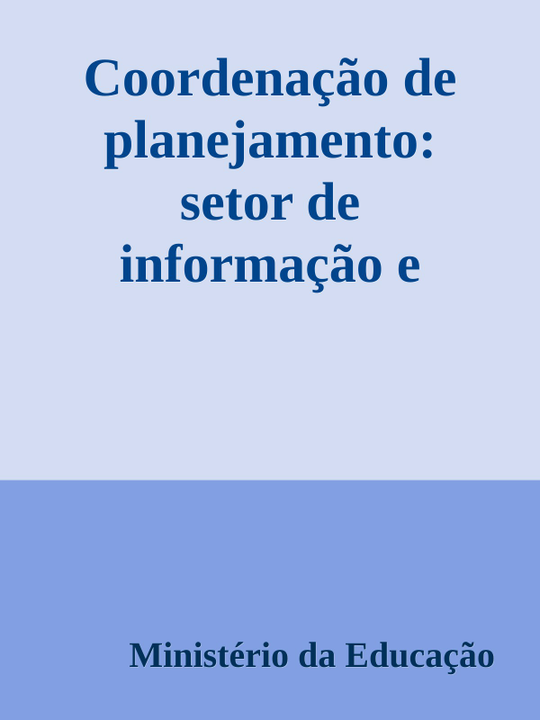 Coordenação de
planejamento:
setor de
informação e
Ministério da Educação